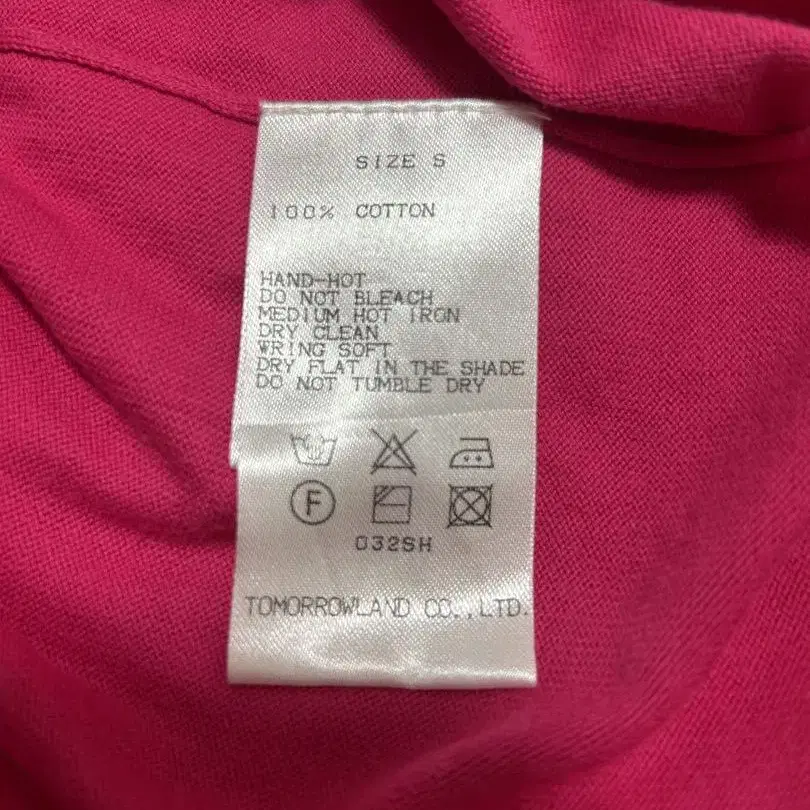 SIZE S
100% COTTON
HAND-HOT
DO NOT BLEACH
MEDIUM HOT IRON
DRY CLEAN
WRING SOFT
DRY FLAT IN THE SHADE
DO NOT TUMBLE DRY
F
032SH
TOMORROWLAND CO.,LTD.